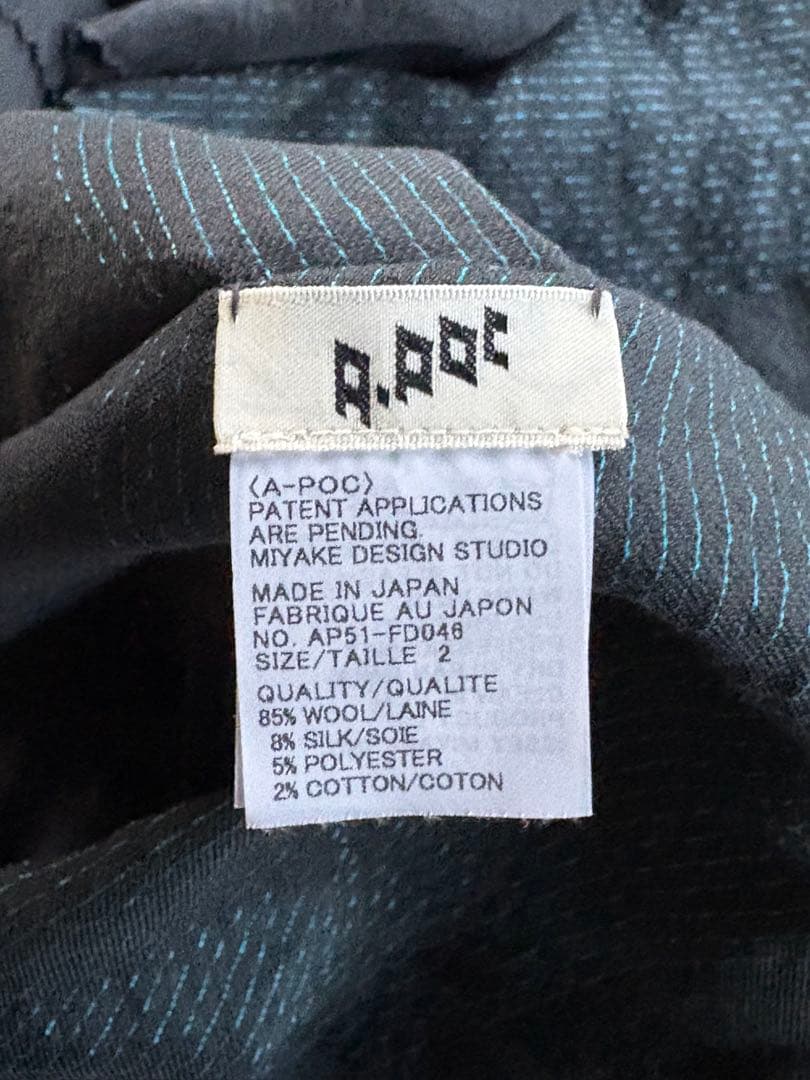 A.POC
〈A-POC〉
PATENT APPLICATIONS
ARE PENDING.
MIYAKE DESIGN STUDIO
MADE IN JAPAN
FABRIQUE AU JAPON
NO. AP51-FD046
SIZE/TAILLE 2
QUALITY/QUALITE
85% WOOL/LAINE
8% SILK/SOIE
5% POLYESTER
2% COTTON/COTON